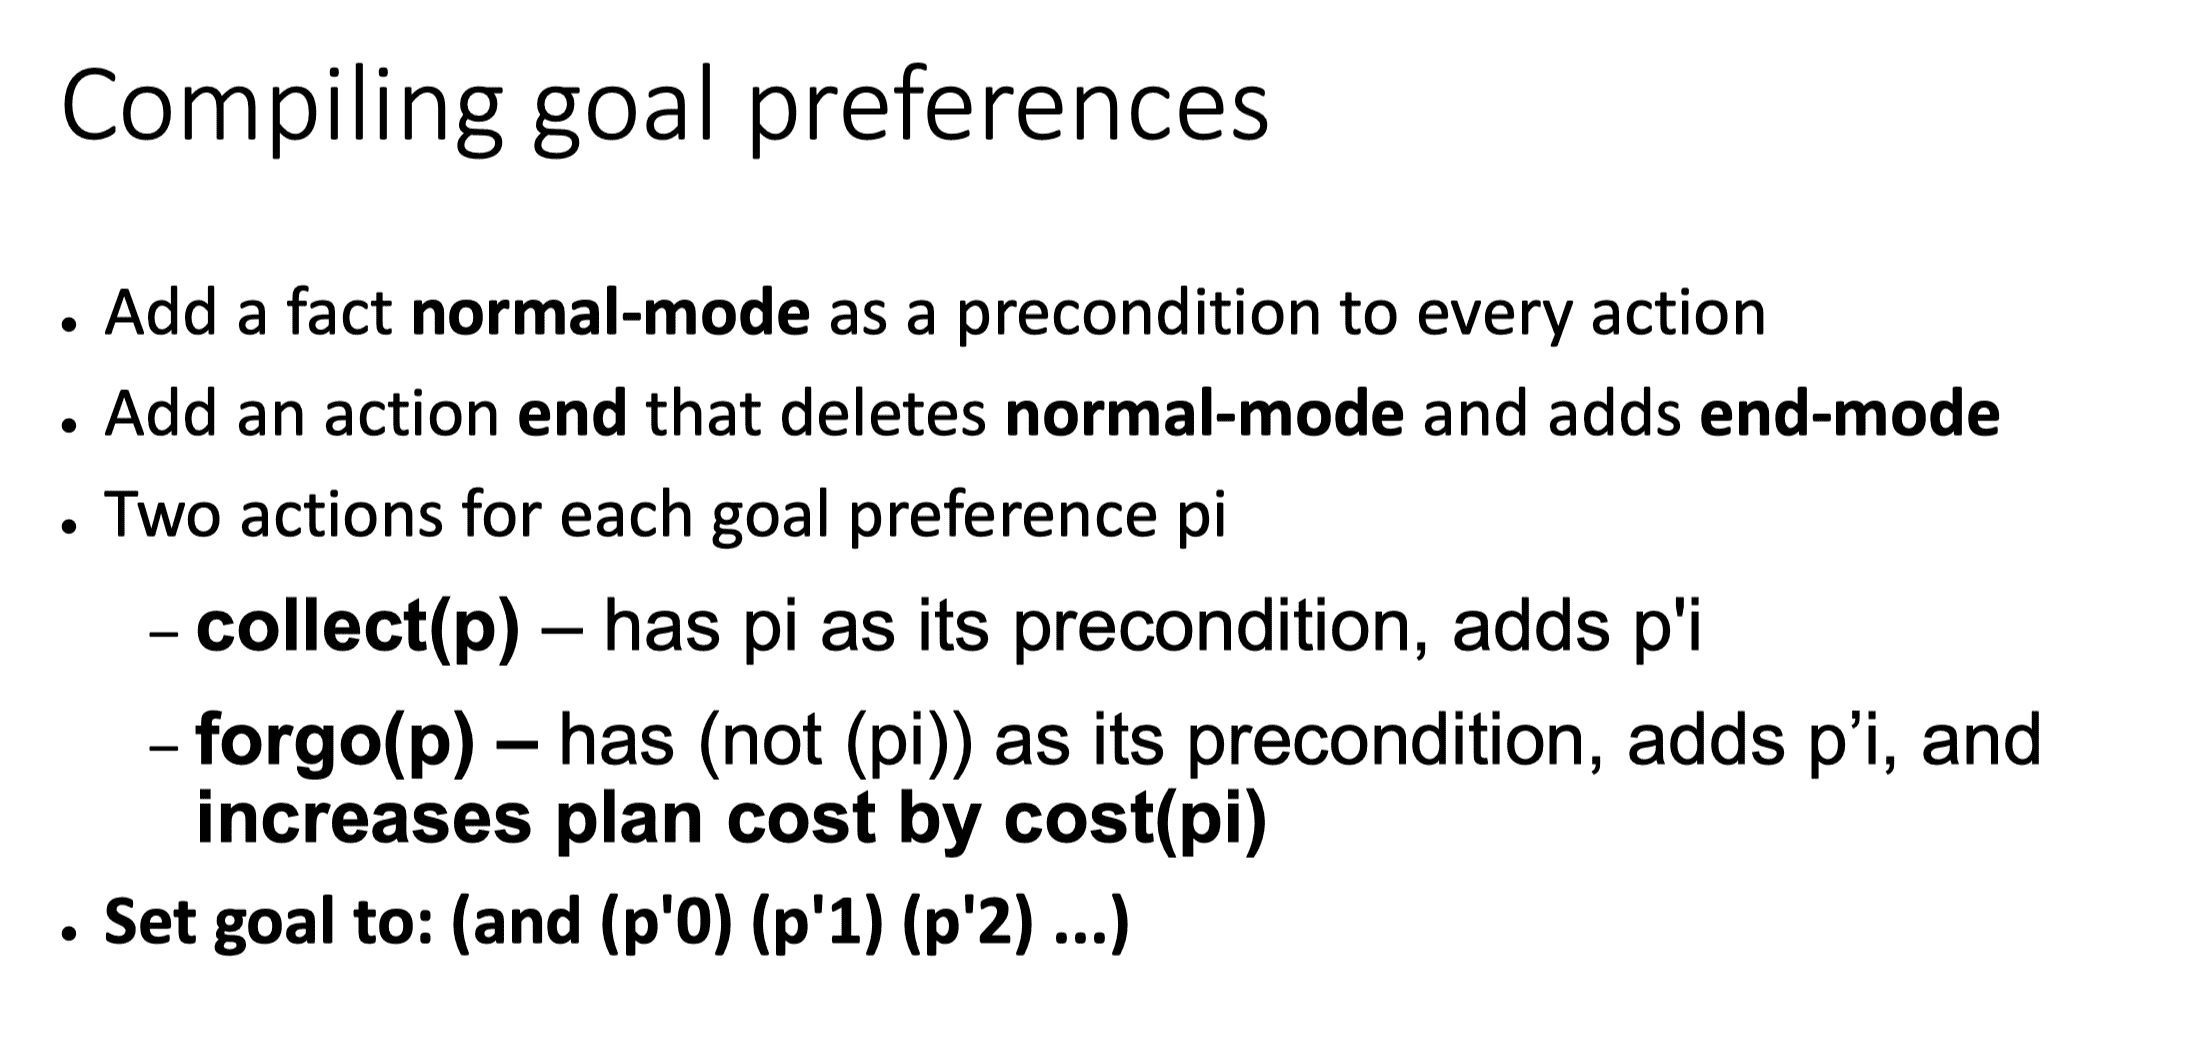 Compiling goal preferences
• Add a fact normal-mode as a precondition to every action
• Add an action end that deletes normal-mode and adds end-mode
• Two actions for each goal preference pi
– collect(p) – has pi as its precondition, adds p'i
– forgo(p) – has (not (pi)) as its precondition, adds p’i, and
increases plan cost by cost(pi)
• Set goal to: (and (p'0) (p'1) (p'2) ...)